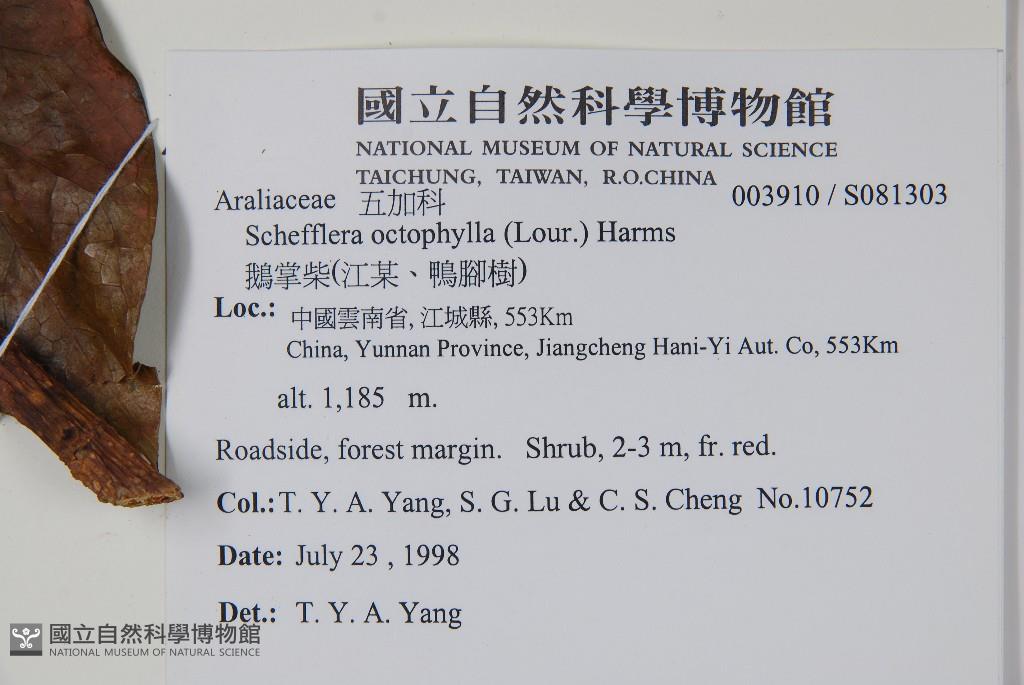 國立自然科學博物館
NATIONAL MUSEUM OF NATURAL SCIENCE
TAICHUNG, TAIWAN, R.O.CHINA
003910 / S081303
Araliaceae 五加科
Schefflera octophylla (Lour.) Harms
鵝掌柴(江某、鴨腳樹)
Loc.: 中國雲南省, 江城縣, 553Km
China, Yunnan Province, Jiangcheng Hani-Yi Aut. Co, 553Km
alt. 1,185 m.
Roadside, forest margin. Shrub, 2-3 m, fr. red.
Col.: T. Y. A. Yang, S. G. Lu & C. S. Cheng No.10752
Date: July 23 , 1998
Det.: T. Y. A. Yang
國立自然科學博物館
NATIONAL MUSEUM OF NATURAL SCIENCE